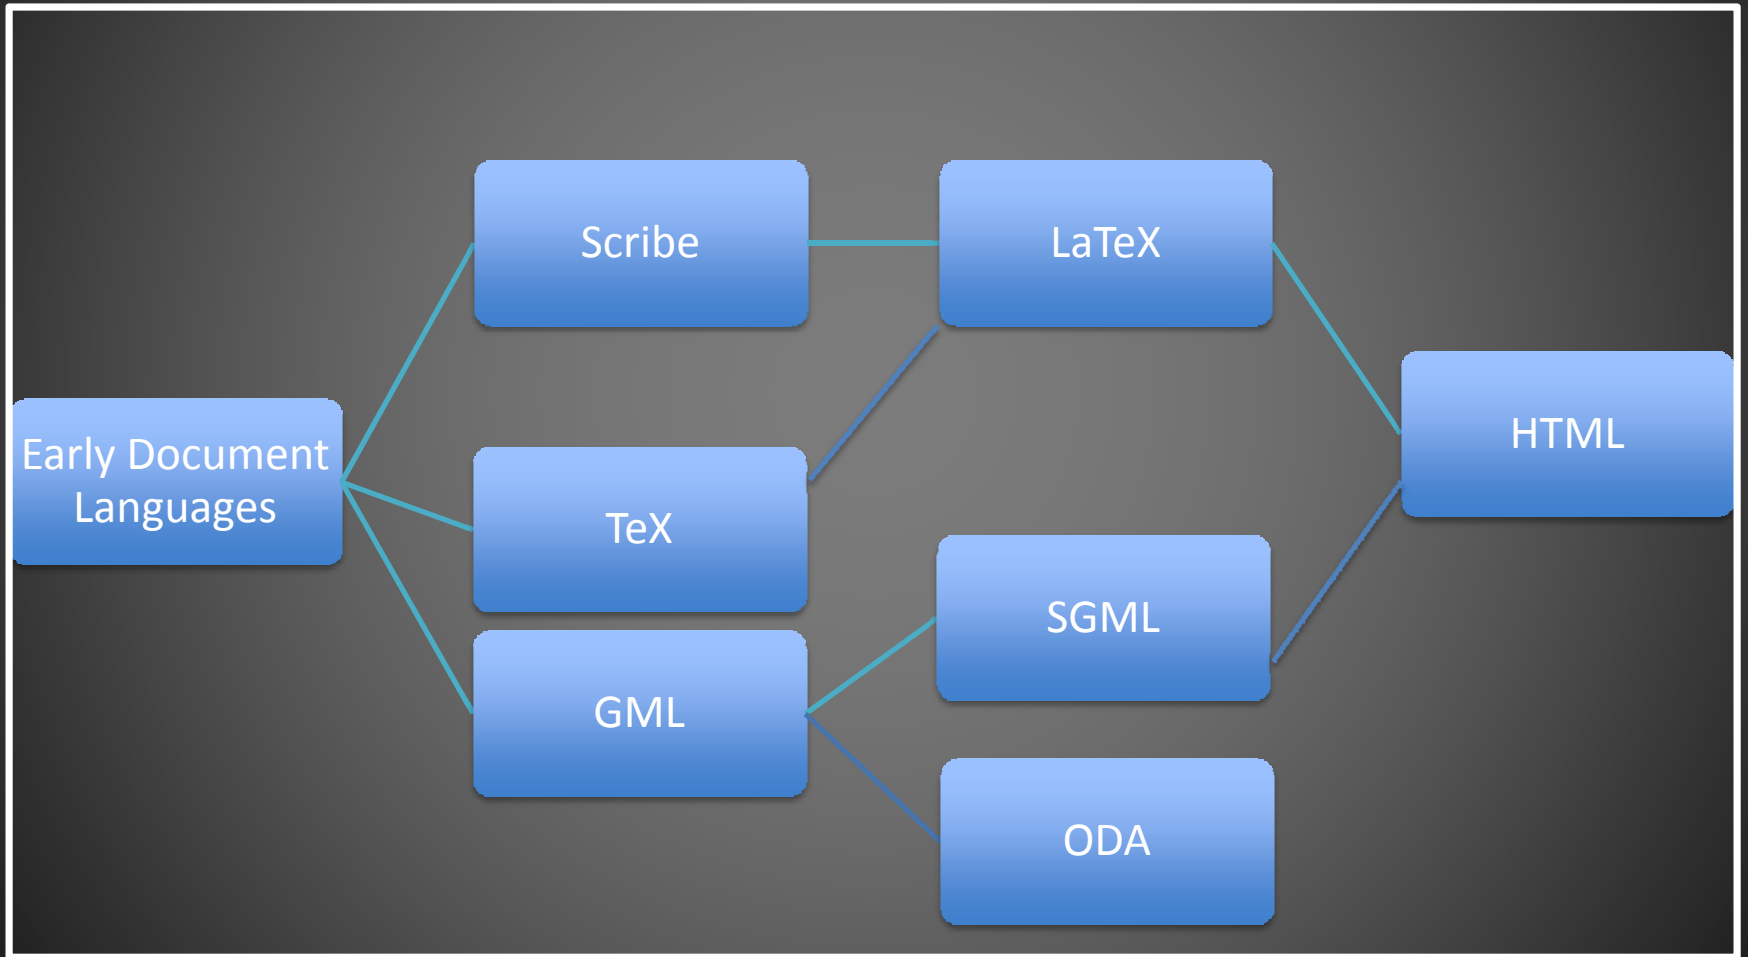 Early Document
Languages
Scribe
TeX
GML
LaTeX
SGML
ODA
HTML